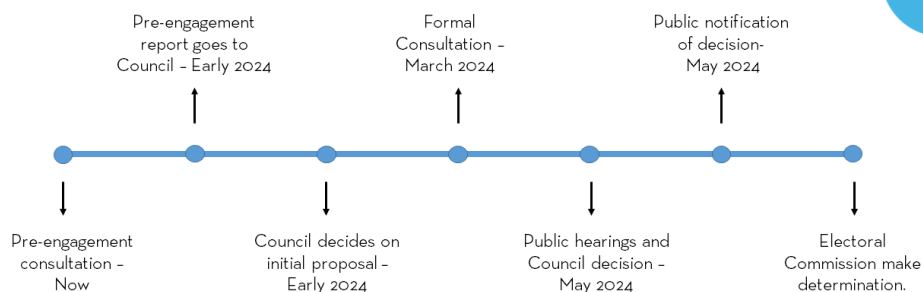 Pre-engagement
report goes to
Council – Early 2024
Formal
Consultation –
March 2024
Public notification
of decision-
May 2024
Pre-engagement
consultation –
Now
Council decides on
initial proposal –
Early 2024
Public hearings and
Council decision –
May 2024
Electoral
Commission make
determination.